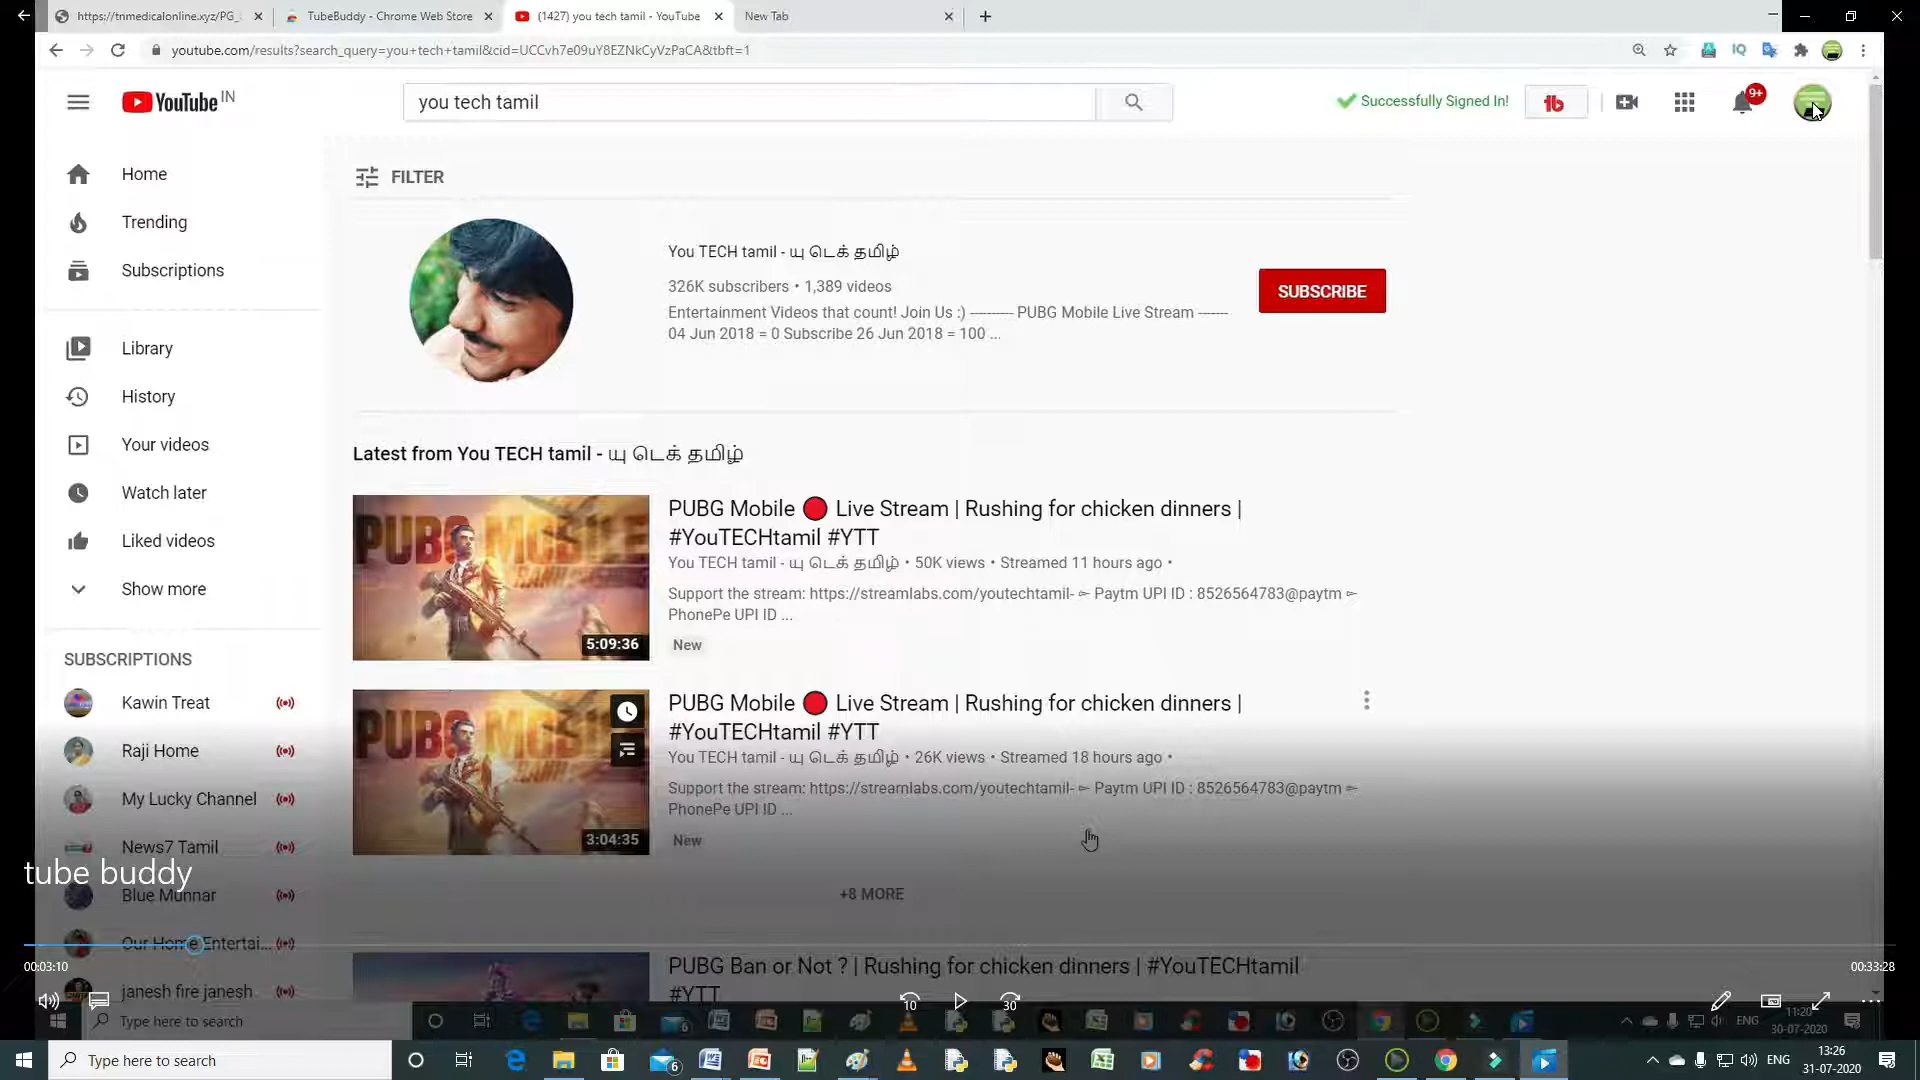 https://tnmedicalonline.xyz/PG_
TubeBuddy - Chrome Web Store
(1427) you tech tamil - YouTube
New Tab
youtube.com/results?search_query=you+tech+tamil&cid=UCCvh7e09uY8EZNkCyVzPaCA&tbft=1
YouTube IN
you tech tamil
Successfully Signed In!
tb
9+
Home
Trending
Subscriptions
Library
History
Your videos
Watch later
Liked videos
Show more
SUBSCRIPTIONS
Kawin Treat
Raji Home
My Lucky Channel
News7 Tamil
Blue Munnar
Our Home Entertai...
janesh fire janesh
FILTER
You TECH tamil - யு டெக் தமிழ்
326K subscribers • 1,389 videos
Entertainment Videos that count! Join Us :) ---------- PUBG Mobile Live Stream -------
04 Jun 2018 = 0 Subscribe 26 Jun 2018 = 100 ...
SUBSCRIBE
Latest from You TECH tamil - யு டெக் தமிழ்
PUBG MOBILE
5:09:36
PUBG Mobile 🔴 Live Stream | Rushing for chicken dinners |
#YouTECHtamil #YTT
You TECH tamil - யு டெக் தமிழ் • 50K views • Streamed 11 hours ago •
Support the stream: https://streamlabs.com/youtechtamil- ► Paytm UPI ID : 8526564783@paytm ►
PhonePe UPI ID ...
New
PUBG MOBILE
3:04:35
PUBG Mobile 🔴 Live Stream | Rushing for chicken dinners |
#YouTECHtamil #YTT
You TECH tamil - யு டெக் தமிழ் • 26K views • Streamed 18 hours ago •
Support the stream: https://streamlabs.com/youtechtamil- ► Paytm UPI ID : 8526564783@paytm ►
PhonePe UPI ID ...
New
+8 MORE
PUBG Ban or Not ? | Rushing for chicken dinners | #YouTECHtamil
#YTT
tube buddy
00:03:10
00:33:28
10
30
Type here to search
6
ENG
11:20
30-07-2020
Type here to search
6
ENG
13:26
31-07-2020